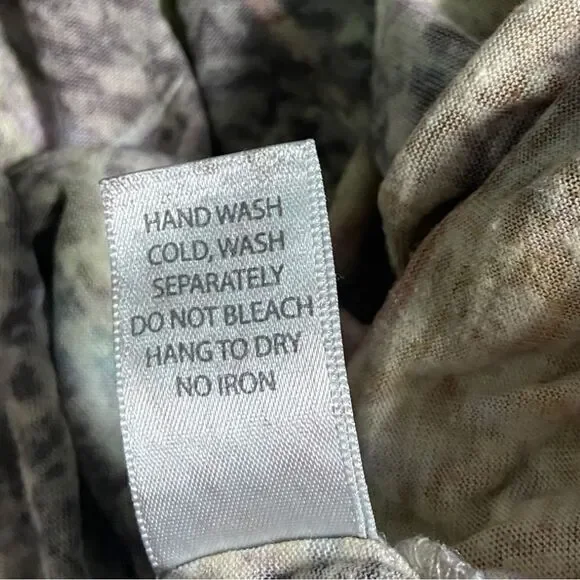 HAND WASH
COLD, WASH
SEPARATELY
DO NOT BLEACH
HANG TO DRY
NO IRON